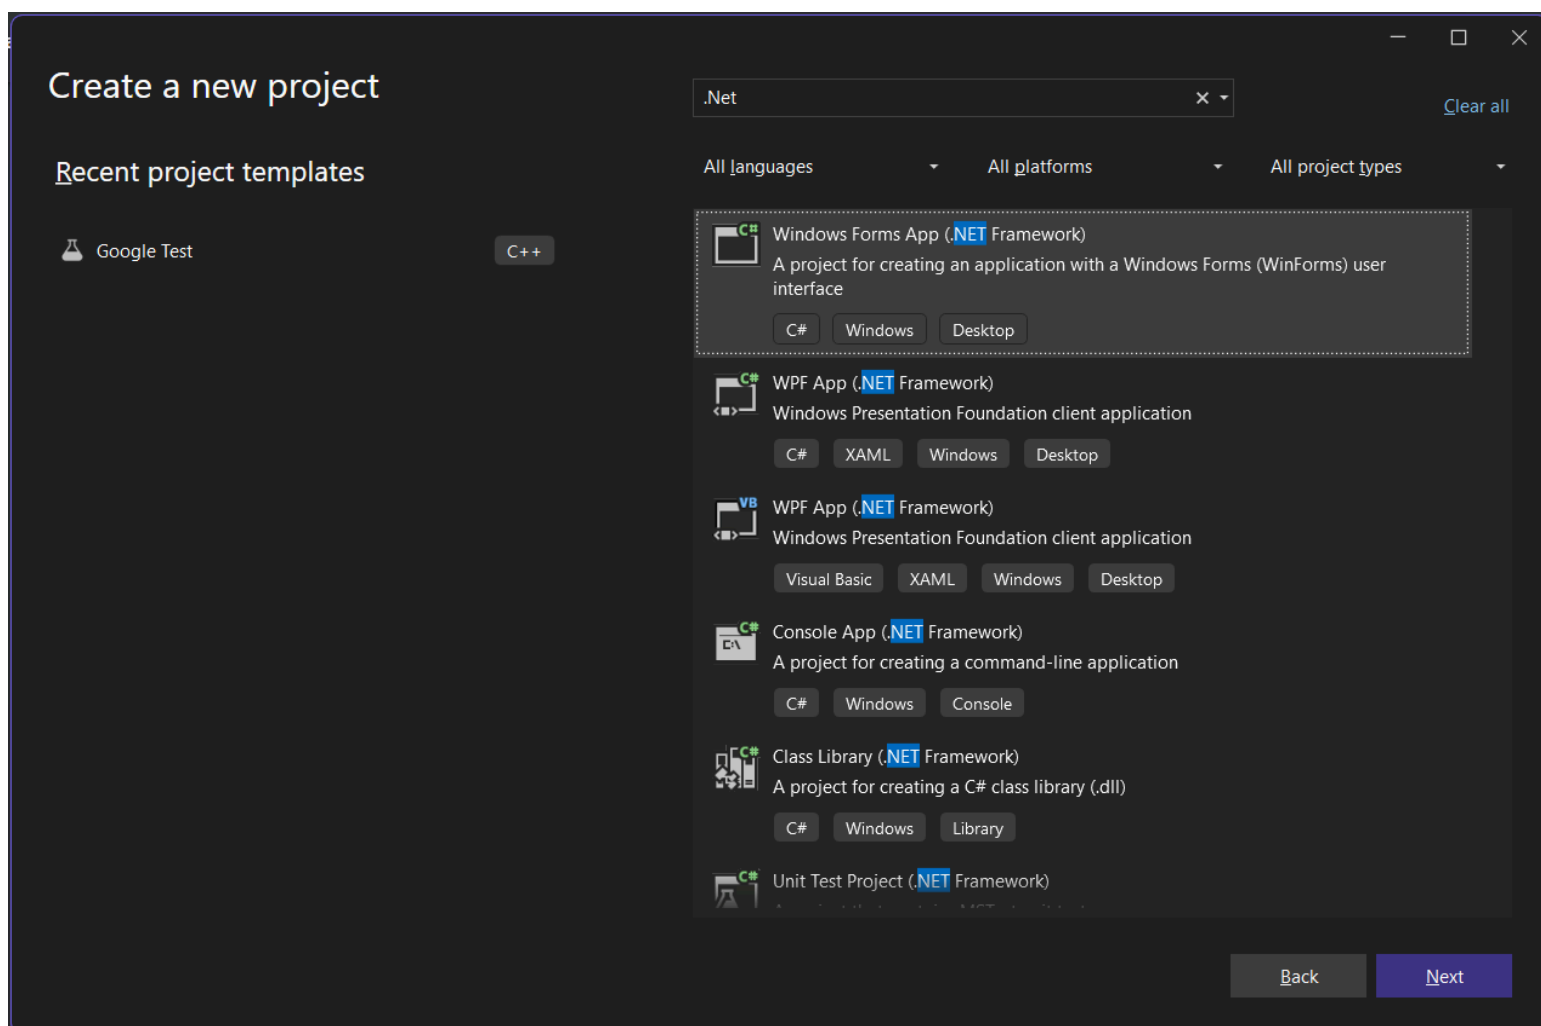 Create a new project
.Net
Clear all
Recent project templates
All languages
All platforms
All project types
Google Test
C++
Windows Forms App (.NET Framework)
A project for creating an application with a Windows Forms (WinForms) user
interface
C#
Windows
Desktop
WPF App (.NET Framework)
Windows Presentation Foundation client application
C#
XAML
Windows
Desktop
WPF App (.NET Framework)
Windows Presentation Foundation client application
Visual Basic
XAML
Windows
Desktop
Console App (.NET Framework)
A project for creating a command-line application
C#
Windows
Console
Class Library (.NET Framework)
A project for creating a C# class library (.dll)
C#
Windows
Library
Unit Test Project (.NET Framework)
Back
Next